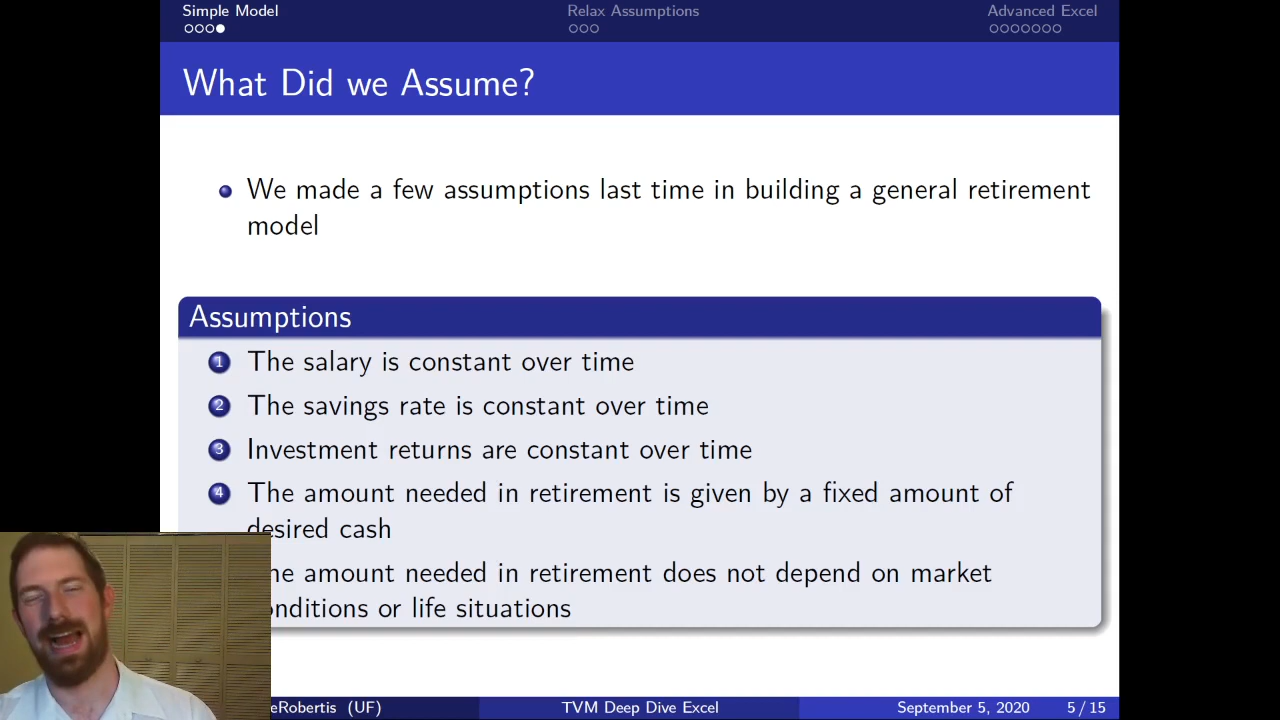 Simple Model
Relax Assumptions
Advanced Excel
What Did we Assume?
We made a few assumptions last time in building a general retirement
model
Assumptions
1 The salary is constant over time
2 The savings rate is constant over time
3 Investment returns are constant over time
4 The amount needed in retirement is given by a fixed amount of
desired cash
he amount needed in retirement does not depend on market
onditions or life situations
eRobertis (UF)
TVM Deep Dive Excel
September 5, 2020
5 / 15